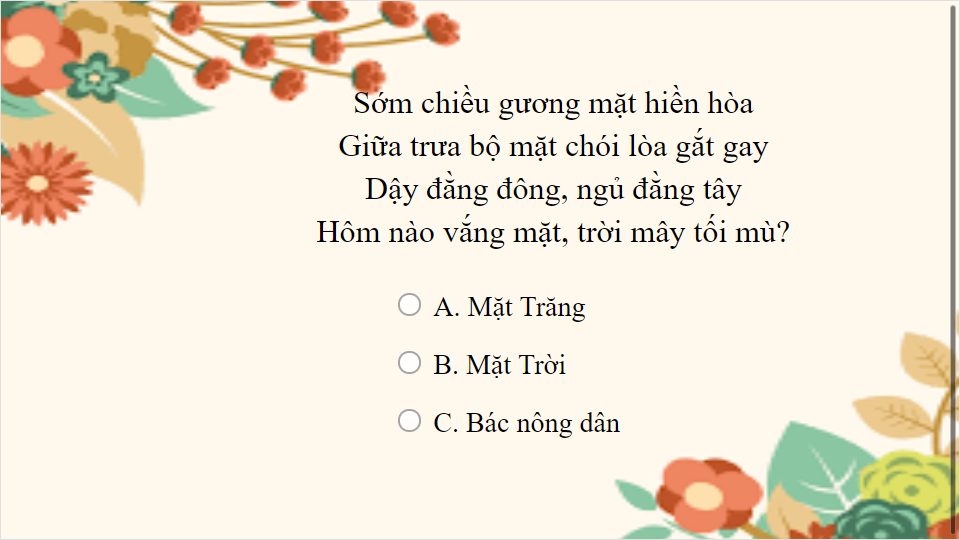 Sớm chiều gương mặt hiền hòa
Giữa trưa bộ mặt chói lòa gắt gay
Dậy đằng đông, ngủ đằng tây
Hôm nào vắng mặt, trời mây tối mù?
A. Mặt Trăng
B. Mặt Trời
C. Bác nông dân